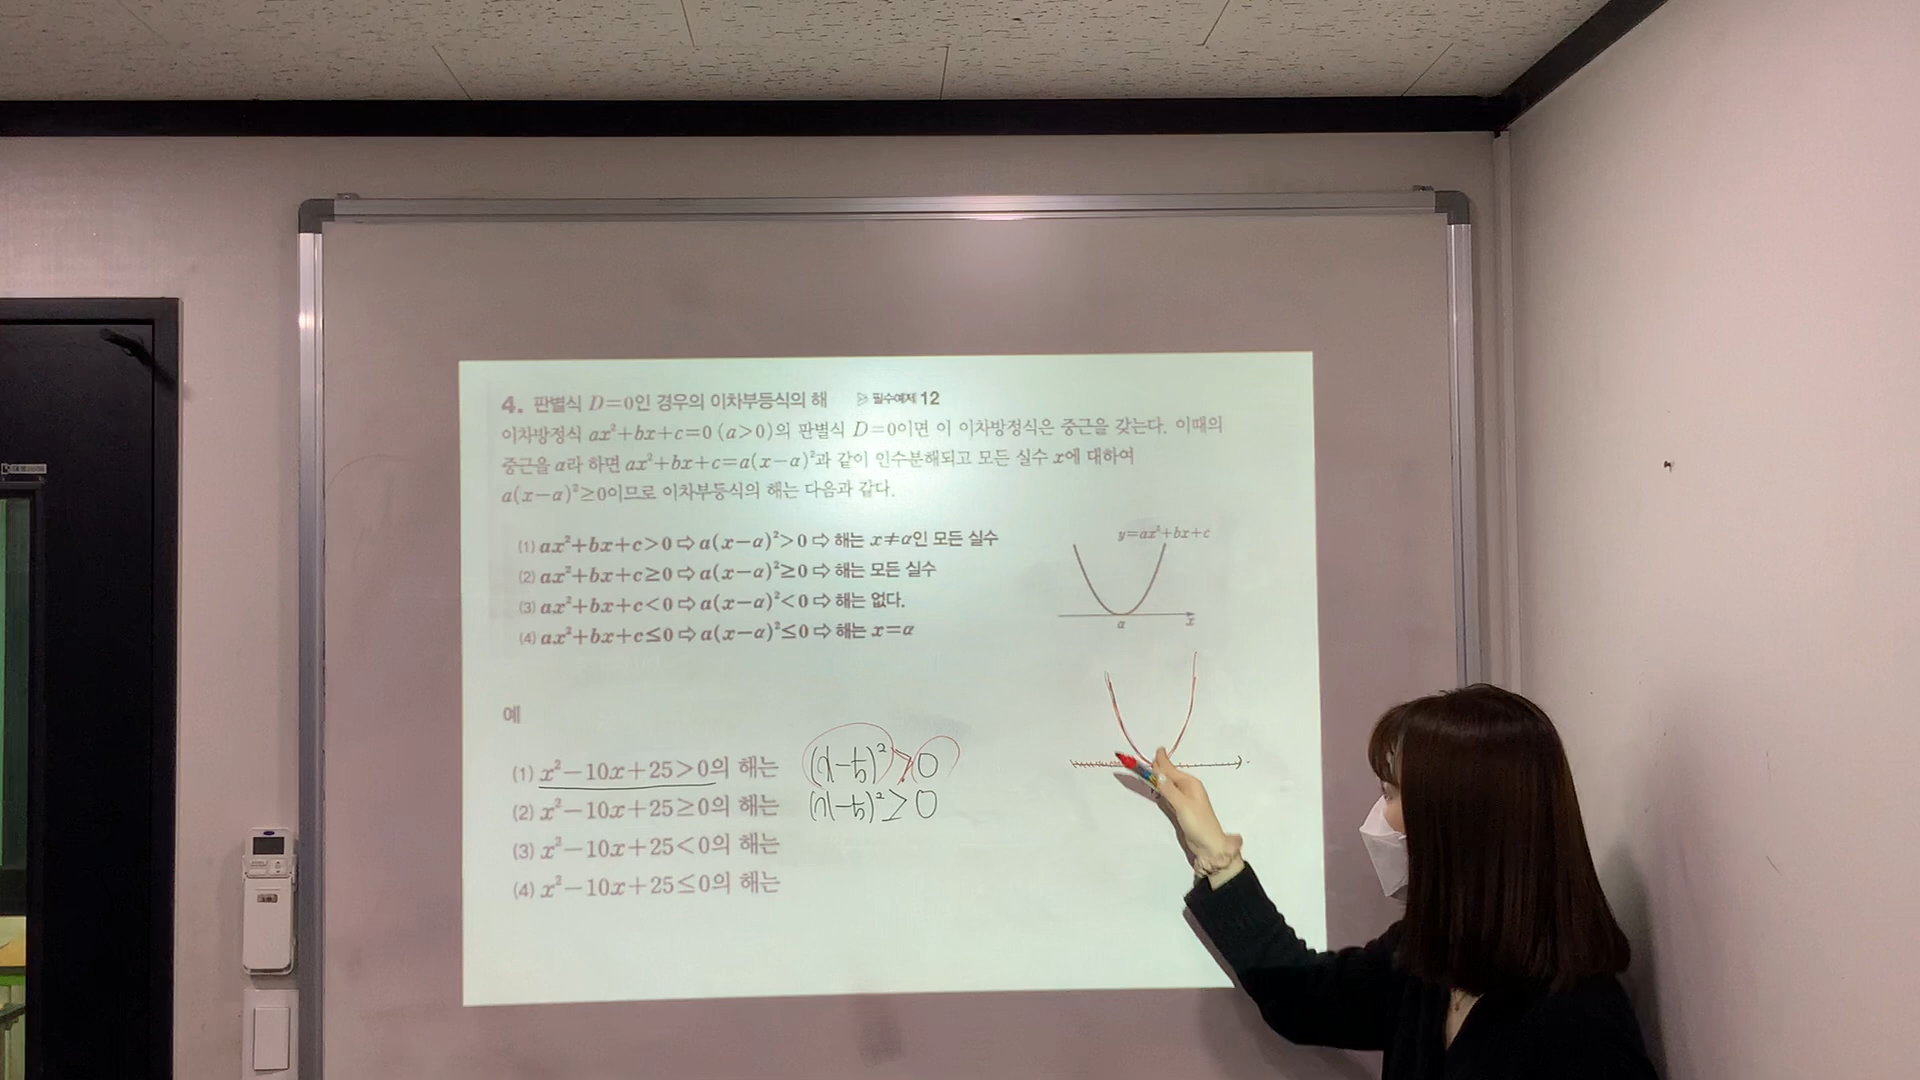 4. 판별식 D=0인 경우의 이차부등식의 해 ▷ 필수예제 12
이차방정식 ax²+bx+c=0 (a>0)의 판별식 D=0이면 이 이차방정식은 중근을 갖는다. 이때의
중근을 α라 하면 ax²+bx+c=a(x-α)²과 같이 인수분해되고 모든 실수 x에 대하여
a(x-α)²≥0이므로 이차부등식의 해는 다음과 같다.
(1) ax²+bx+c>0 ⇨ a(x-α)²>0 ⇨ 해는 x≠α인 모든 실수
(2) ax²+bx+c≥0 ⇨ a(x-α)²≥0 ⇨ 해는 모든 실수
(3) ax²+bx+c<0 ⇨ a(x-α)²<0 ⇨ 해는 없다.
(4) ax²+bx+c≤0 ⇨ a(x-α)²≤0 ⇨ 해는 x=α
y=ax²+bx+c
α x
예
(1) x²-10x+25>0의 해는 (x-5)²>0
(2) x²-10x+25≥0의 해는 (x-5)²≥0
(3) x²-10x+25<0의 해는
(4) x²-10x+25≤0의 해는